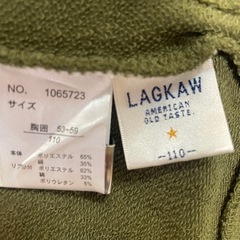 NO. 1065723
サイズ
胸囲 53-59
110
本体 ポリエステル 65%
綿 35%
リブ部分 ポリエステル 62%
綿 33%
ポリウレタン 5%
LAGKAW
AMERICAN
OLD TASTE.
-110-